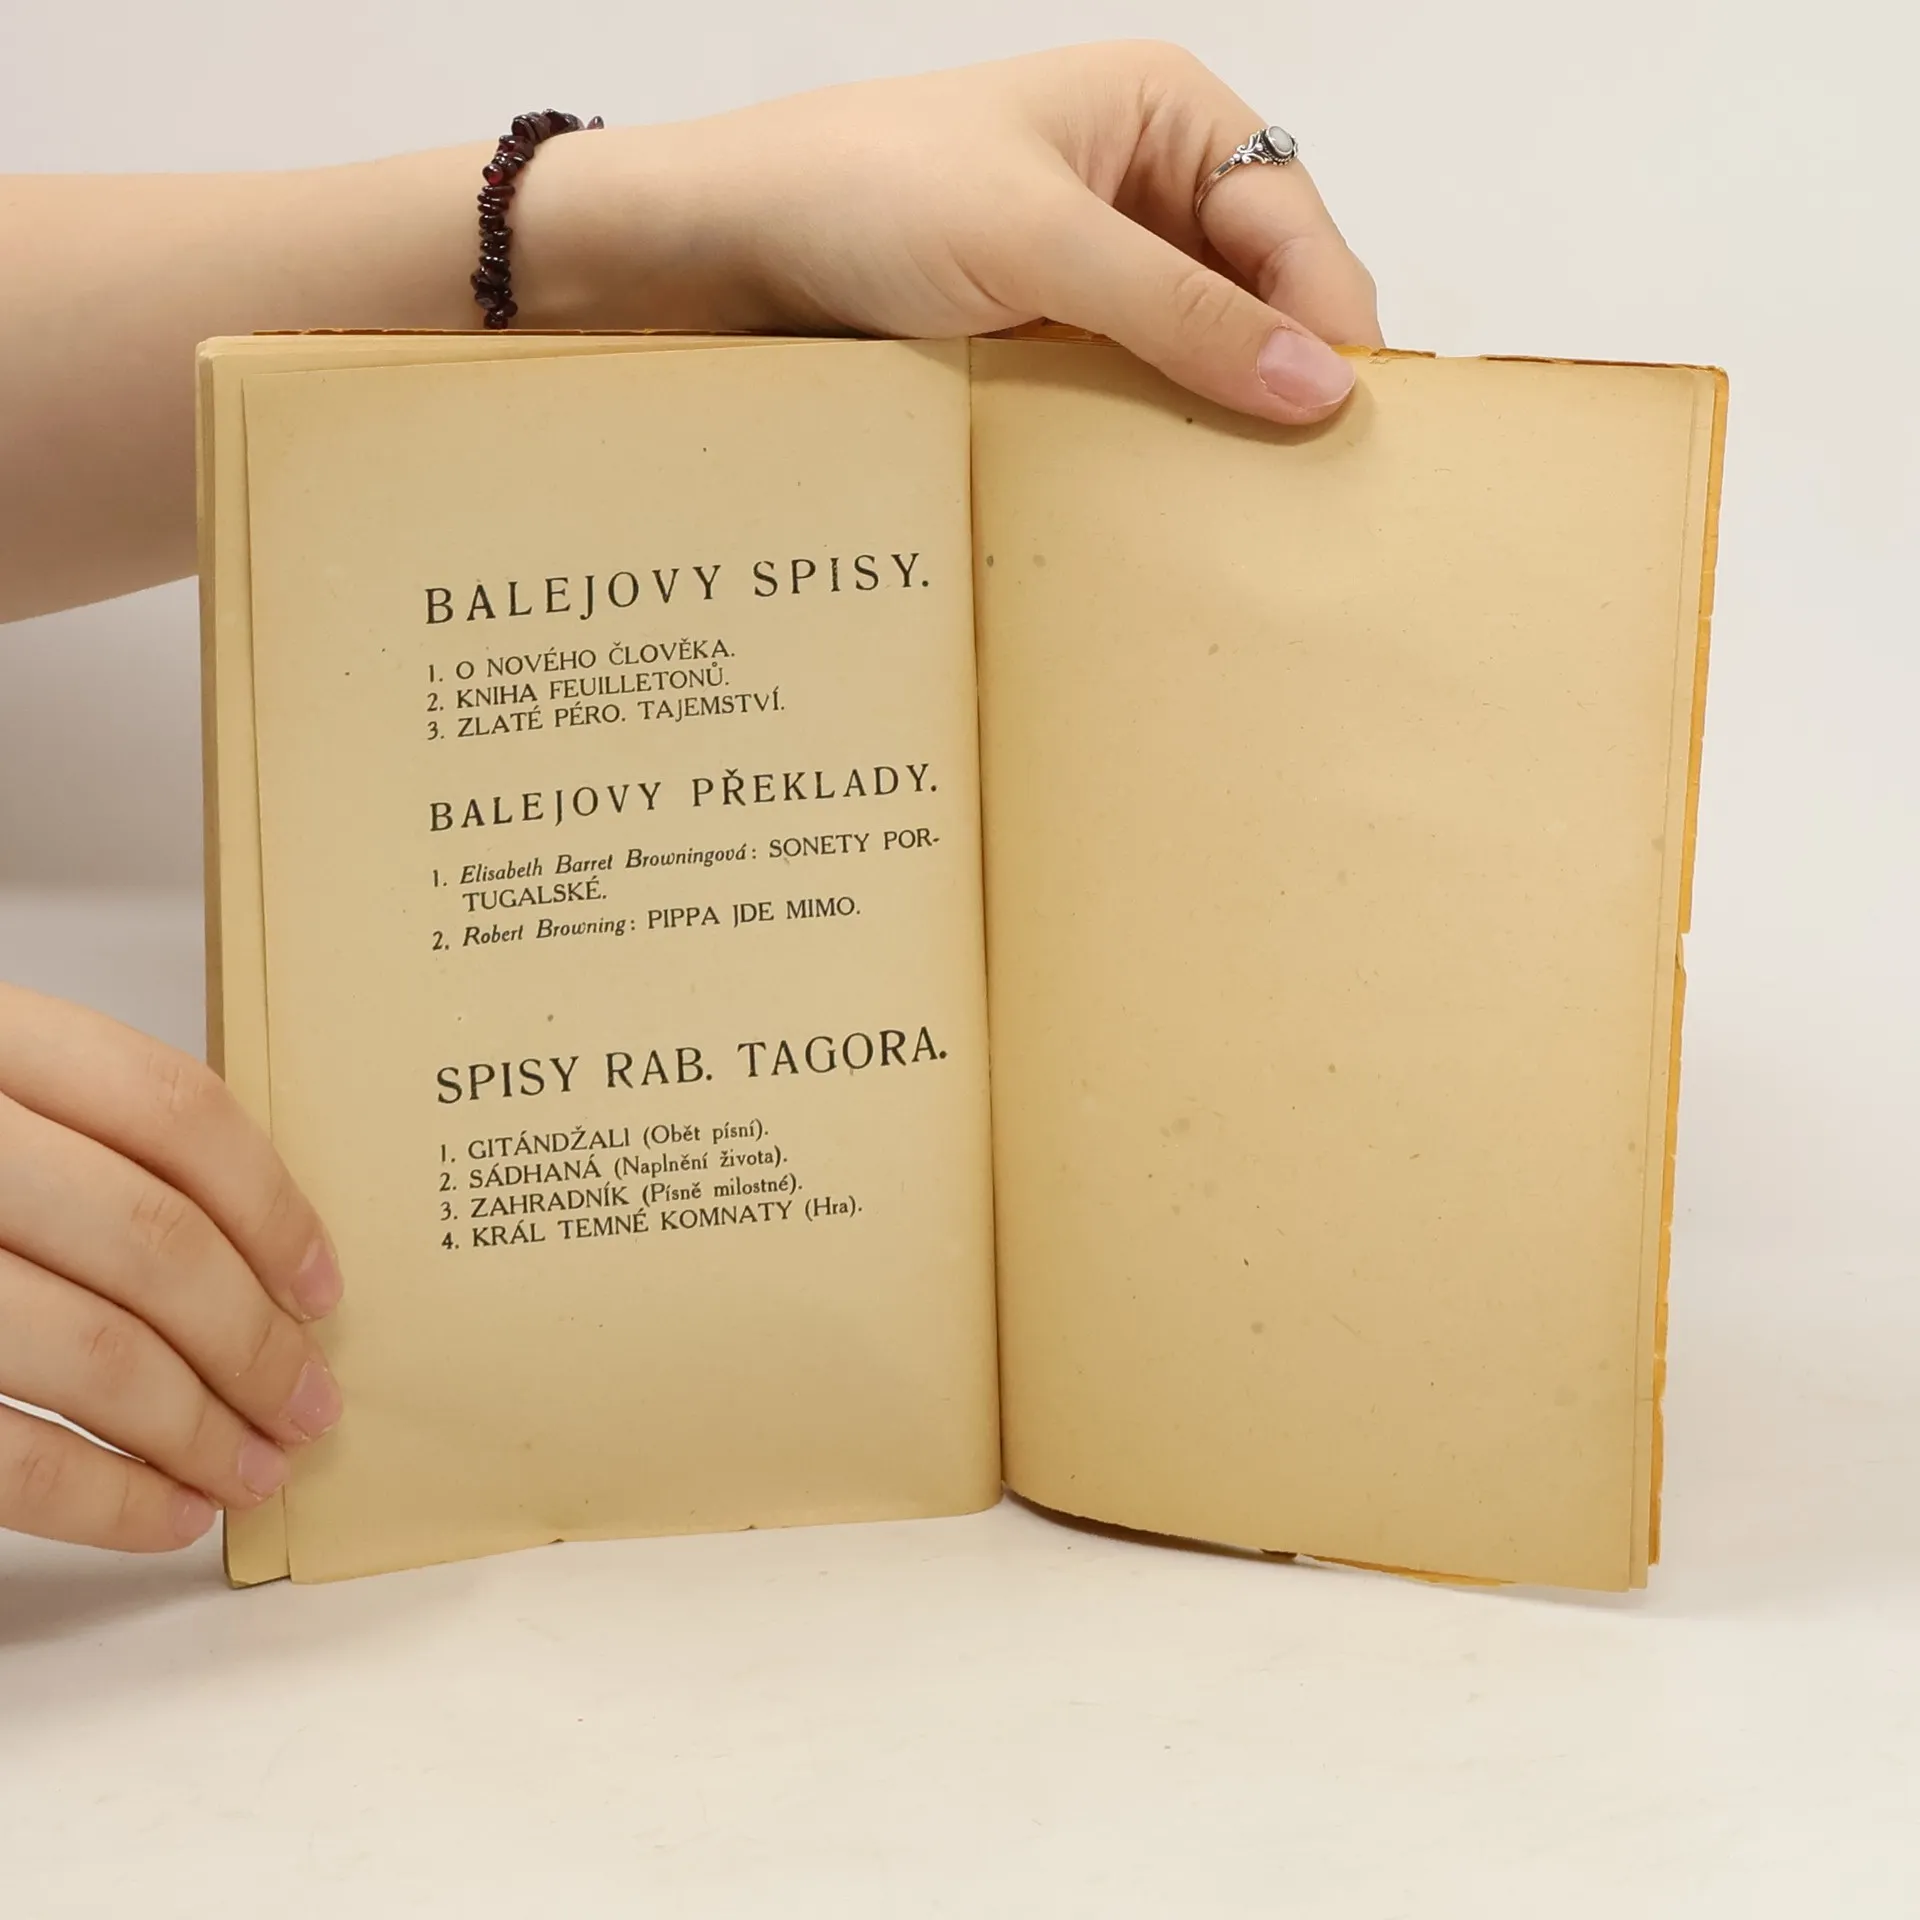 BALEJOVY SPISY.
1. O NOVÉHO ČLOVĚKA.
2. KNIHA FEUILLETONŮ.
3. ZLATÉ PÉRO. TAJEMSTVÍ.
BALEJOVY PŘEKLADY.
1. Elisabeth Barret Browningová: SONETY POR-
TUGALSKÉ.
2. Robert Browning: PIPPA JDE MIMO.
SPISY RAB. TAGORA.
1. GITÁNDŽALI (Obět písní).
2. SÁDHANÁ (Naplnění života).
3. ZAHRADNÍK (Písně milostné).
4. KRÁL TEMNÉ KOMNATY (Hra).